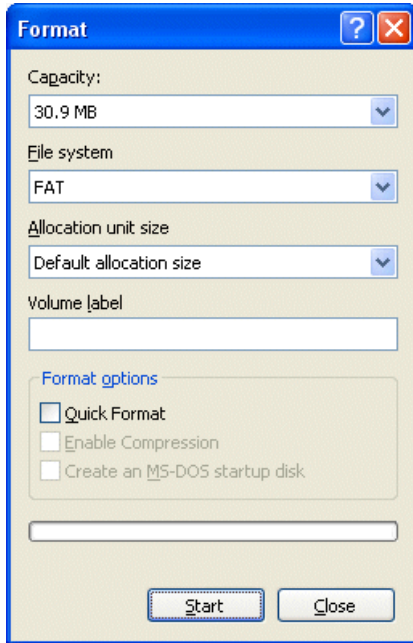 Format
Capacity:
30.9 MB
File system
FAT
Allocation unit size
Default allocation size
Volume label
Format options
Quick Format
Enable Compression
Create an MS-DOS startup disk
Start Close